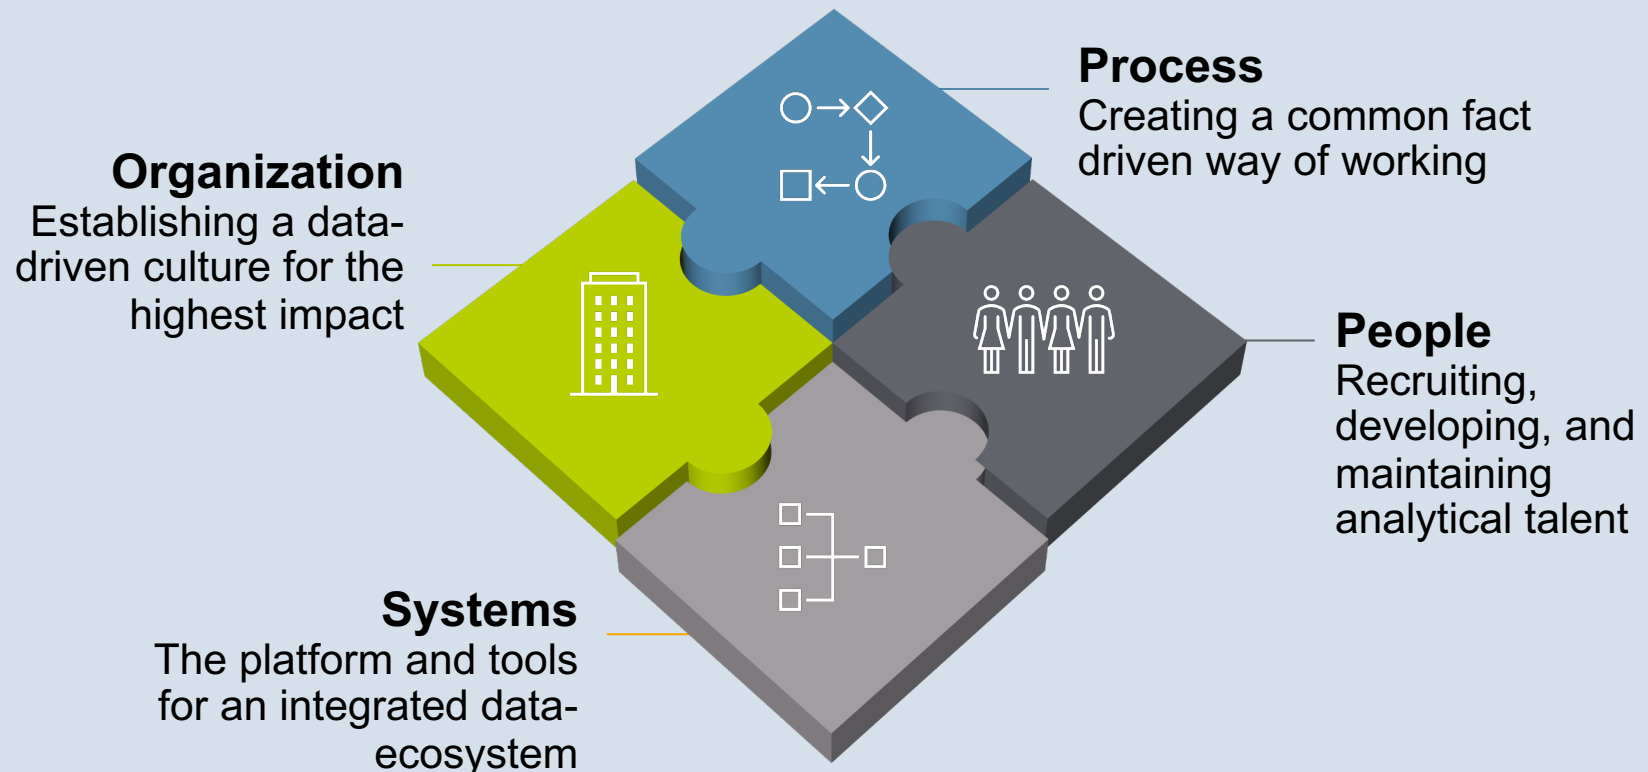 Process
Creating a common fact
driven way of working
Organization
Establishing a data-
driven culture for the
highest impact
People
Recruiting,
developing, and
maintaining
analytical talent
Systems
The platform and tools
for an integrated data-
ecosystem